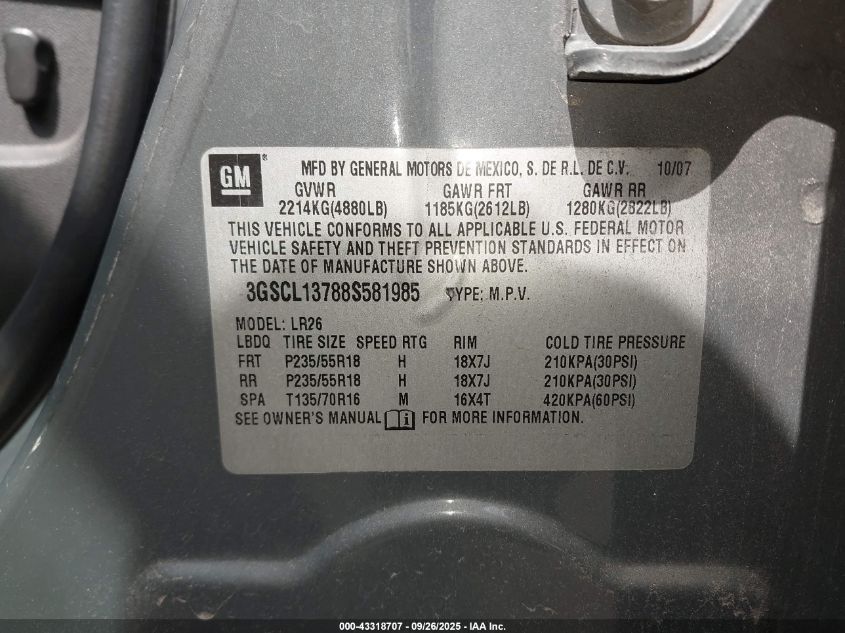 GM ® MFD BY GENERAL MOTORS DE MEXICO, S. DE R.L. DE C.V. 10/07
GVWR GAWR FRT GAWR RR
2214KG(4880LB) 1185KG(2612LB) 1280KG(2822LB)
THIS VEHICLE CONFORMS TO ALL APPLICABLE U.S. FEDERAL MOTOR
VEHICLE SAFETY AND THEFT PREVENTION STANDARDS IN EFFECT ON
THE DATE OF MANUFACTURE SHOWN ABOVE.
3GSCL13788S581985 TYPE: M.P.V.
MODEL: LR26
LBDQ TIRE SIZE SPEED RTG RIM COLD TIRE PRESSURE
FRT P235/55R18 H 18X7J 210KPA(30PSI)
RR P235/55R18 H 18X7J 210KPA(30PSI)
SPA T135/70R16 M 16X4T 420KPA(60PSI)
SEE OWNER'S MANUAL FOR MORE INFORMATION.
000-43318707 - 09/26/2025 - IAA Inc.